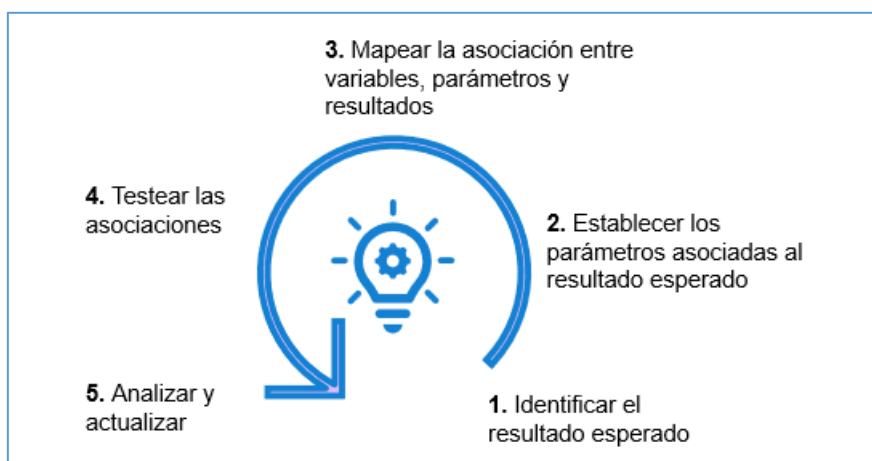 3. Mapear la asociación entre
variables, parámetros y
resultados
4. Testear las
asociaciones
2. Establecer los
parámetros asociadas al
resultado esperado
5. Analizar y
actualizar
1. Identificar el
resultado esperado